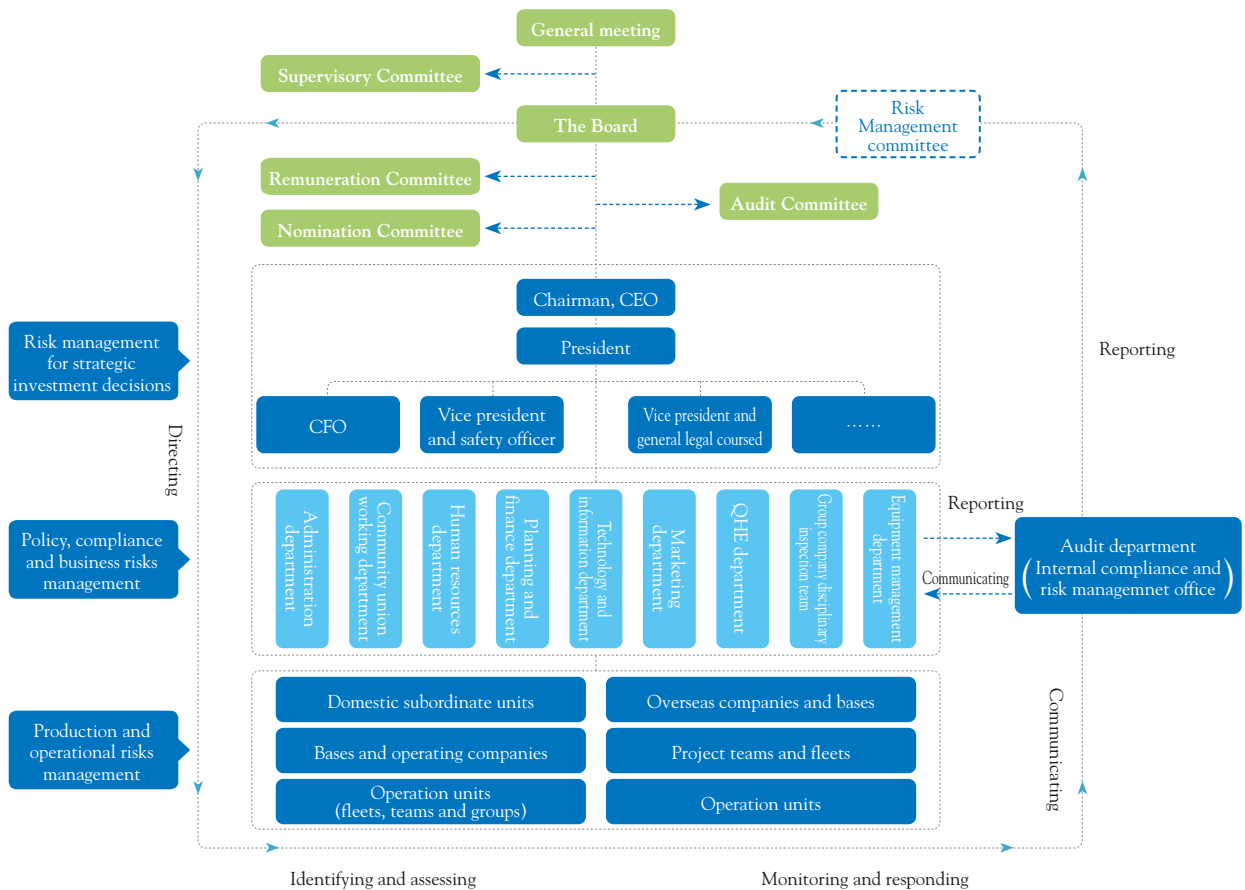 General meeting
Supervisory Committee
The Board
Risk
Management
committee
Remuneration Committee
Audit Committee
Nomination Committee
Chairman, CEO
President
Risk management
for strategic
investment decisions
Reporting
CFO
Vice president
and safety officer
Vice president and
general legal coursed
……
Directing
Administration
department
Community union
working department
Human resources
department
Planning and
finance department
Technology and
information department
Marketing
department
QHE department
Group company disciplinary
inspection team
Equipment management
department
Reporting
Communicating
Policy, compliance
and business risks
management
Audit department
(Internal compliance and
risk managemnet office)
Domestic subordinate units
Overseas companies and bases
Production and
operational risks
management
Bases and operating companies
Project teams and fleets
Operation units
(fleets, teams and groups)
Operation units
Communicating
Identifying and assessing
Monitoring and responding